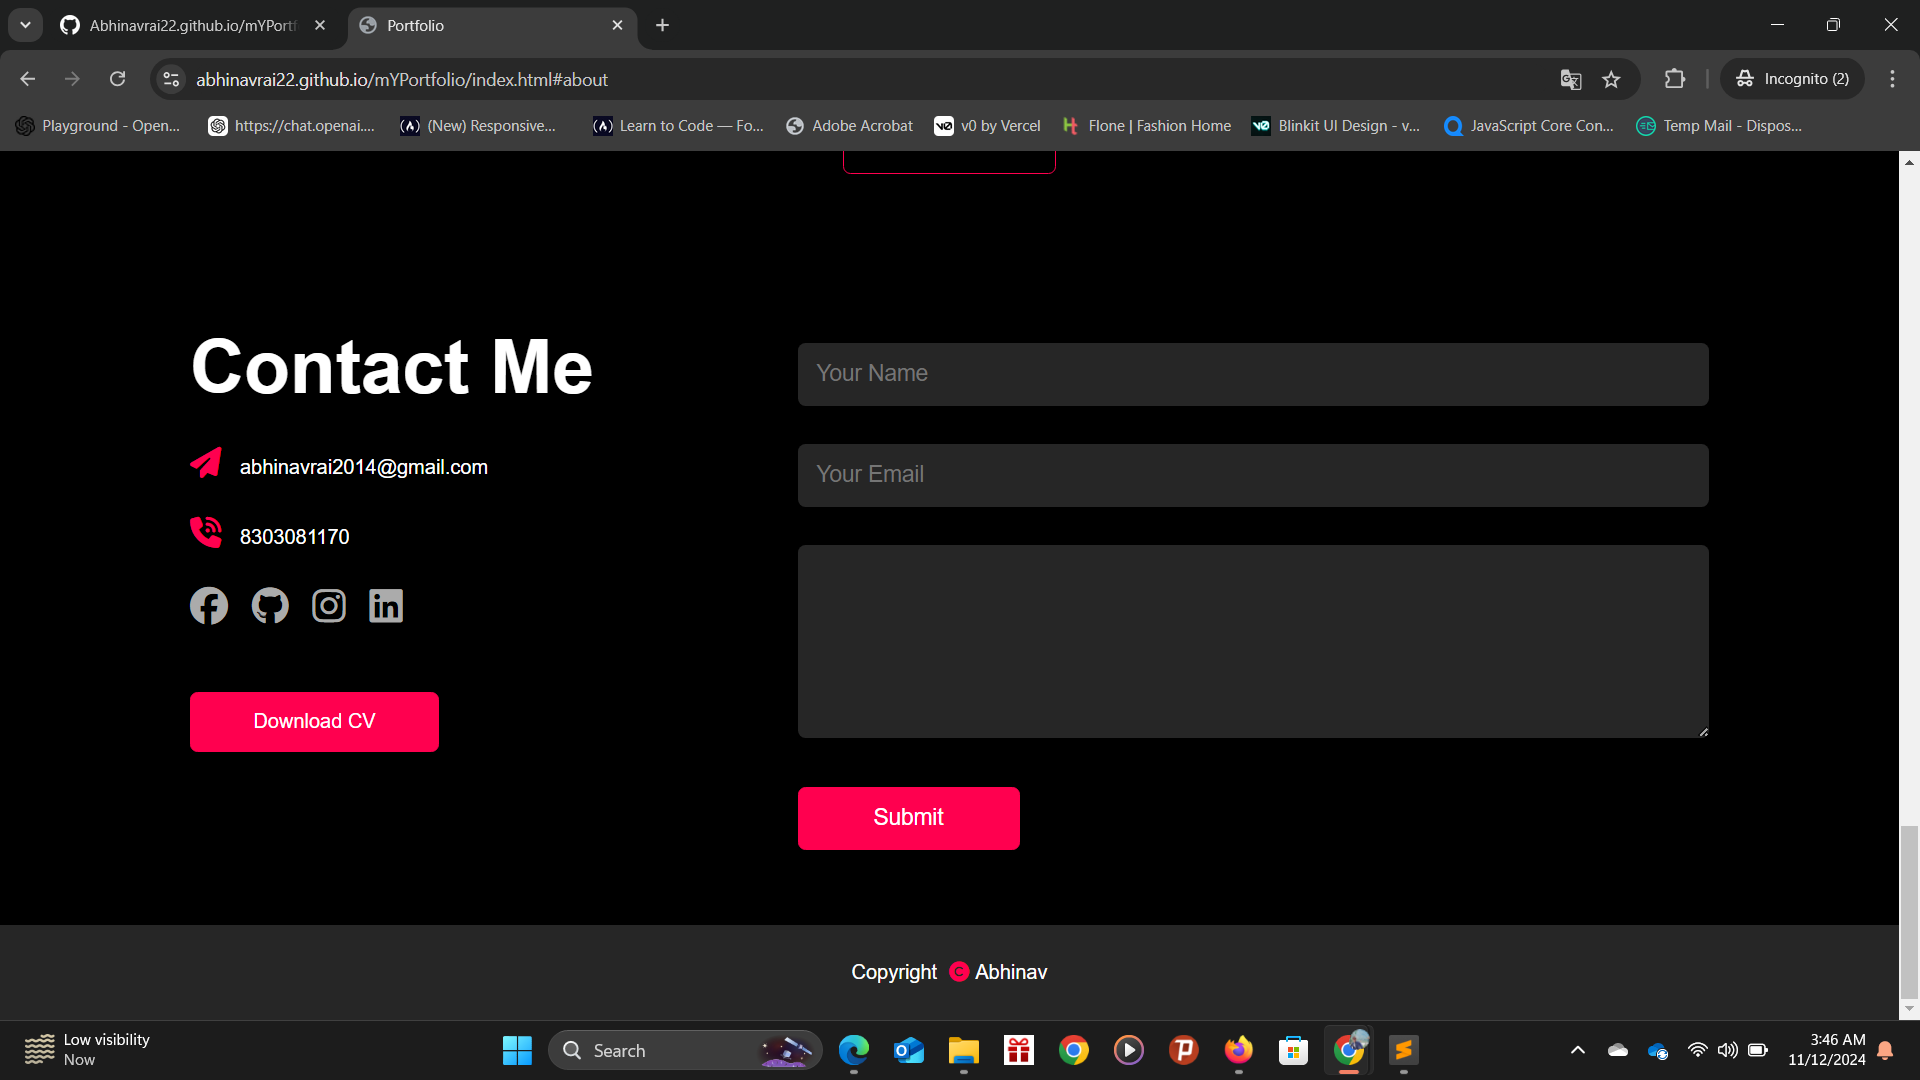 Abhinavrai22.github.io/mYPortf
Portfolio
abhinavrai22.github.io/mYPortfolio/index.html#about
Incognito (2)
Playground - Open...
https://chat.openai....
(New) Responsive...
Learn to Code — Fo...
Adobe Acrobat
v0 by Vercel
Flone | Fashion Home
Blinkit UI Design - v...
JavaScript Core Con...
Temp Mail - Dispos...
Contact Me
abhinavrai2014@gmail.com
8303081170
Download CV
Your Name
Your Email
Submit
Copyright © Abhinav
Low visibility
Now
Search
3:46 AM
11/12/2024